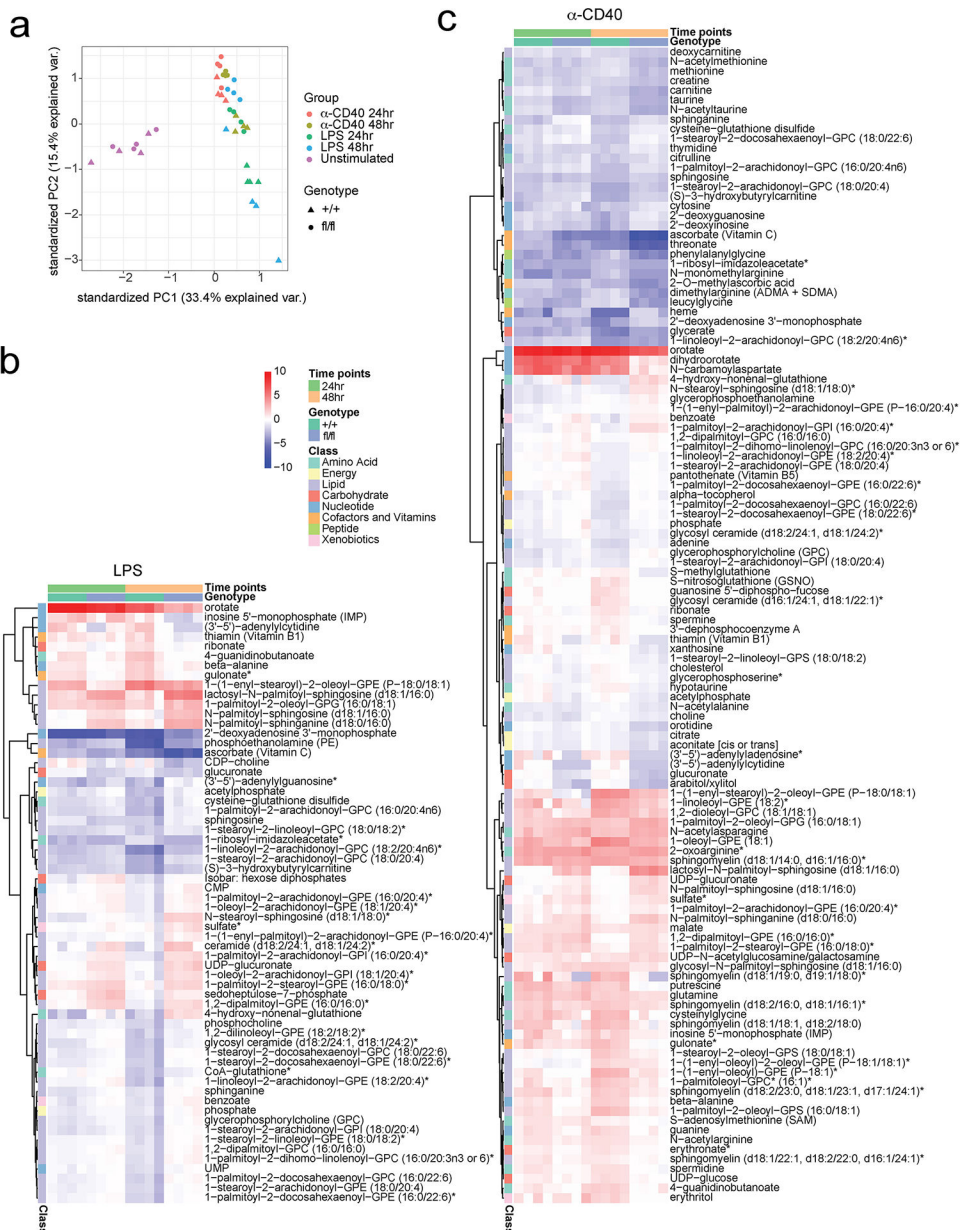 a
standardized PC2 (15.4% explained var.)
1
0
−1
−2
−3
−2
−1
0
1
standardized PC1 (33.4% explained var.)
Group
α-CD40 24hr
α-CD40 48hr
LPS 24hr
LPS 48hr
Unstimulated
Genotype
+/+
fl/fl
b
10
5
0
−5
−10
Time points
24hr
48hr
Genotype
+/+
fl/fl
Class
Amino Acid
Energy
Lipid
Carbohydrate
Nucleotide
Cofactors and Vitamins
Peptide
Xenobiotics
LPS
Time points
Genotype
orotate
inosine 5'−monophosphate (IMP)
(3'−5')−adenylylcytidine
thiamin (Vitamin B1)
ribonate
4−guanidinobutanoate
beta−alanine
gulonate*
1−(1−enyl−stearoyl)−2−oleoyl−GPE (P−18:0/18:1)
lactosyl−N−palmitoyl−sphingosine (d18:1/16:0)
1−palmitoyl−2−oleoyl−GPG (16:0/18:1)
N−palmitoyl−sphingosine (d18:1/16:0)
N−palmitoyl−sphinganine (d18:0/16:0)
2'−deoxyadenosine 3'−monophosphate
phosphoethanolamine (PE)
ascorbate (Vitamin C)
CDP−choline
glucuronate
(3'−5')−adenylylguanosine*
acetylphosphate
cysteine−glutathione disulfide
1−palmitoyl−2−arachidonoyl−GPC (16:0/20:4n6)
sphingosine
1−stearoyl−2−linoleoyl−GPC (18:0/18:2)*
1−ribosyl−imidazoleacetate*
1−linoleoyl−2−arachidonoyl−GPC (18:2/20:4n6)*
1−stearoyl−2−arachidonoyl−GPC (18:0/20:4)
(S)−3−hydroxybutyrylcarnitine
Isobar: hexose diphosphates
CMP
1−palmitoyl−2−arachidonoyl−GPE (16:0/20:4)*
1−oleoyl−2−arachidonoyl−GPE (18:1/20:4)*
N−stearoyl−sphingosine (d18:1/18:0)*
sulfate*
1−(1−enyl−palmitoyl)−2−arachidonoyl−GPE (P−16:0/20:4)*
ceramide (d18:2/24:1, d18:1/24:2)*
1−palmitoyl−2−arachidonoyl−GPI (16:0/20:4)*
UDP−glucuronate
1−oleoyl−2−arachidonoyl−GPI (18:1/20:4)*
1−palmitoyl−2−stearoyl−GPE (16:0/18:0)*
sedoheptulose−7−phosphate
1,2−dipalmitoyl−GPE (16:0/16:0)*
4−hydroxy−nonenal−glutathione
phosphocholine
1,2−dilinoleoyl−GPE (18:2/18:2)*
glycosyl ceramide (d18:2/24:1, d18:1/24:2)*
1−stearoyl−2−docosahexaenoyl−GPC (18:0/22:6)
1−stearoyl−2−docosahexaenoyl−GPE (18:0/22:6)*
CoA−glutathione*
1−linoleoyl−2−arachidonoyl−GPE (18:2/20:4)*
sphinganine
benzoate
phosphate
glycerophosphorylcholine (GPC)
1−stearoyl−2−arachidonoyl−GPI (18:0/20:4)
1−stearoyl−2−linoleoyl−GPE (18:0/18:2)*
1,2−dipalmitoyl−GPC (16:0/16:0)
1−palmitoyl−2−dihomo−linolenoyl−GPC (16:0/20:3n3 or 6)*
UMP
1−palmitoyl−2−docosahexaenoyl−GPC (16:0/22:6)
1−stearoyl−2−arachidonoyl−GPE (18:0/20:4)
1−palmitoyl−2−docosahexaenoyl−GPE (16:0/22:6)*
Class
c
α-CD40
Time points
Genotype
deoxycarnitine
N−acetylmethionine
methionine
creatine
carnitine
taurine
N−acetyltaurine
sphinganine
cysteine−glutathione disulfide
1−stearoyl−2−docosahexaenoyl−GPC (18:0/22:6)
thymidine
citrulline
1−palmitoyl−2−arachidonoyl−GPC (16:0/20:4n6)
sphingosine
1−stearoyl−2−arachidonoyl−GPC (18:0/20:4)
(S)−3−hydroxybutyrylcarnitine
cytosine
2'−deoxyguanosine
2'−deoxyinosine
ascorbate (Vitamin C)
threonate
phenylalanylglycine
1−ribosyl−imidazoleacetate*
N−monomethylarginine
2−O−methylascorbic acid
dimethylarginine (ADMA + SDMA)
leucylglycine
heme
2'−deoxyadenosine 3'−monophosphate
glycerate
1−linoleoyl−2−arachidonoyl−GPC (18:2/20:4n6)*
orotate
dihydroorotate
N−carbamoylaspartate
4−hydroxy−nonenal−glutathione
N−stearoyl−sphingosine (d18:1/18:0)*
glycerophosphoethanolamine
1−(1−enyl−palmitoyl)−2−arachidonoyl−GPE (P−16:0/20:4)*
benzoate
1−palmitoyl−2−arachidonoyl−GPI (16:0/20:4)*
1,2−dipalmitoyl−GPC (16:0/16:0)
1−palmitoyl−2−dihomo−linolenoyl−GPC (16:0/20:3n3 or 6)*
1−linoleoyl−2−arachidonoyl−GPE (18:2/20:4)*
1−stearoyl−2−arachidonoyl−GPE (18:0/20:4)
pantothenate (Vitamin B5)
1−palmitoyl−2−docosahexaenoyl−GPE (16:0/22:6)*
alpha−tocopherol
1−palmitoyl−2−docosahexaenoyl−GPC (16:0/22:6)
1−stearoyl−2−docosahexaenoyl−GPE (18:0/22:6)*
phosphate
glycosyl ceramide (d18:2/24:1, d18:1/24:2)*
adenine
glycerophosphorylcholine (GPC)
1−stearoyl−2−arachidonoyl−GPI (18:0/20:4)
S−methylglutathione
S−nitrosoglutathione (GSNO)
guanosine 5'−diphospho−fucose
glycosyl ceramide (d16:1/24:1, d18:1/22:1)*
ribonate
spermine
3'−dephosphocoenzyme A
thiamin (Vitamin B1)
xanthosine
1−stearoyl−2−linoleoyl−GPS (18:0/18:2)
cholesterol
glycerophosphoserine*
hypotaurine
acetylphosphate
N−acetylalanine
choline
orotidine
citrate
aconitate [cis or trans]
(3'−5')−adenylyladenosine*
(3'−5')−adenylylcytidine
glucuronate
arabitol/xylitol
1−(1−enyl−stearoyl)−2−oleoyl−GPE (P−18:0/18:1)
1−linoleoyl−GPE (18:2)*
1,2−dioleoyl−GPC (18:1/18:1)
1−palmitoyl−2−oleoyl−GPG (16:0/18:1)
N−acetylasparagine
1−oleoyl−GPE (18:1)
2−oxoarginine*
sphingomyelin (d18:1/14:0, d16:1/16:0)*
lactosyl−N−palmitoyl−sphingosine (d18:1/16:0)
UDP−glucuronate
N−palmitoyl−sphingosine (d18:1/16:0)
sulfate*
1−palmitoyl−2−arachidonoyl−GPE (16:0/20:4)*
N−palmitoyl−sphinganine (d18:0/16:0)
malate
1,2−dipalmitoyl−GPE (16:0/16:0)*
1−palmitoyl−2−stearoyl−GPE (16:0/18:0)*
UDP−N−acetylglucosamine/galactosamine
glycosyl−N−palmitoyl−sphingosine (d18:1/16:0)
sphingomyelin (d18:1/19:0, d19:1/18:0)*
putrescine
glutamine
sphingomyelin (d18:2/16:0, d18:1/16:1)*
cysteinylglycine
sphingomyelin (d18:1/18:1, d18:2/18:0)
inosine 5'−monophosphate (IMP)
gulonate*
1−stearoyl−2−oleoyl−GPS (18:0/18:1)
1−(1−enyl−oleoyl)−2−oleoyl−GPE (P−18:1/18:1)*
1−(1−enyl−oleoyl)−GPE (P−18:1)*
1−palmitoleoyl−GPC* (16:1)*
sphingomyelin (d18:2/23:0, d18:1/23:1, d17:1/24:1)*
beta−alanine
1−palmitoyl−2−oleoyl−GPS (16:0/18:1)
S−adenosylmethionine (SAM)
guanine
N−acetylarginine
erythronate*
sphingomyelin (d18:1/22:1, d18:2/22:0, d16:1/24:1)*
spermidine
UDP−glucose
4−guanidinobutanoate
erythritol
Class